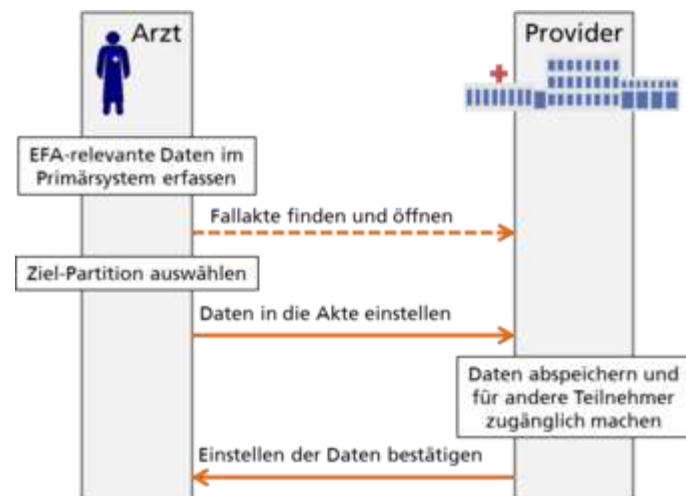 Arzt
Provider
EFA-relevante Daten im
Primärsystem erfassen
Fallakte finden und öffnen
Ziel-Partition auswählen
Daten in die Akte einstellen
Daten abspeichern und
für andere Teilnehmer
zugänglich machen
Einstellen der Daten bestätigen